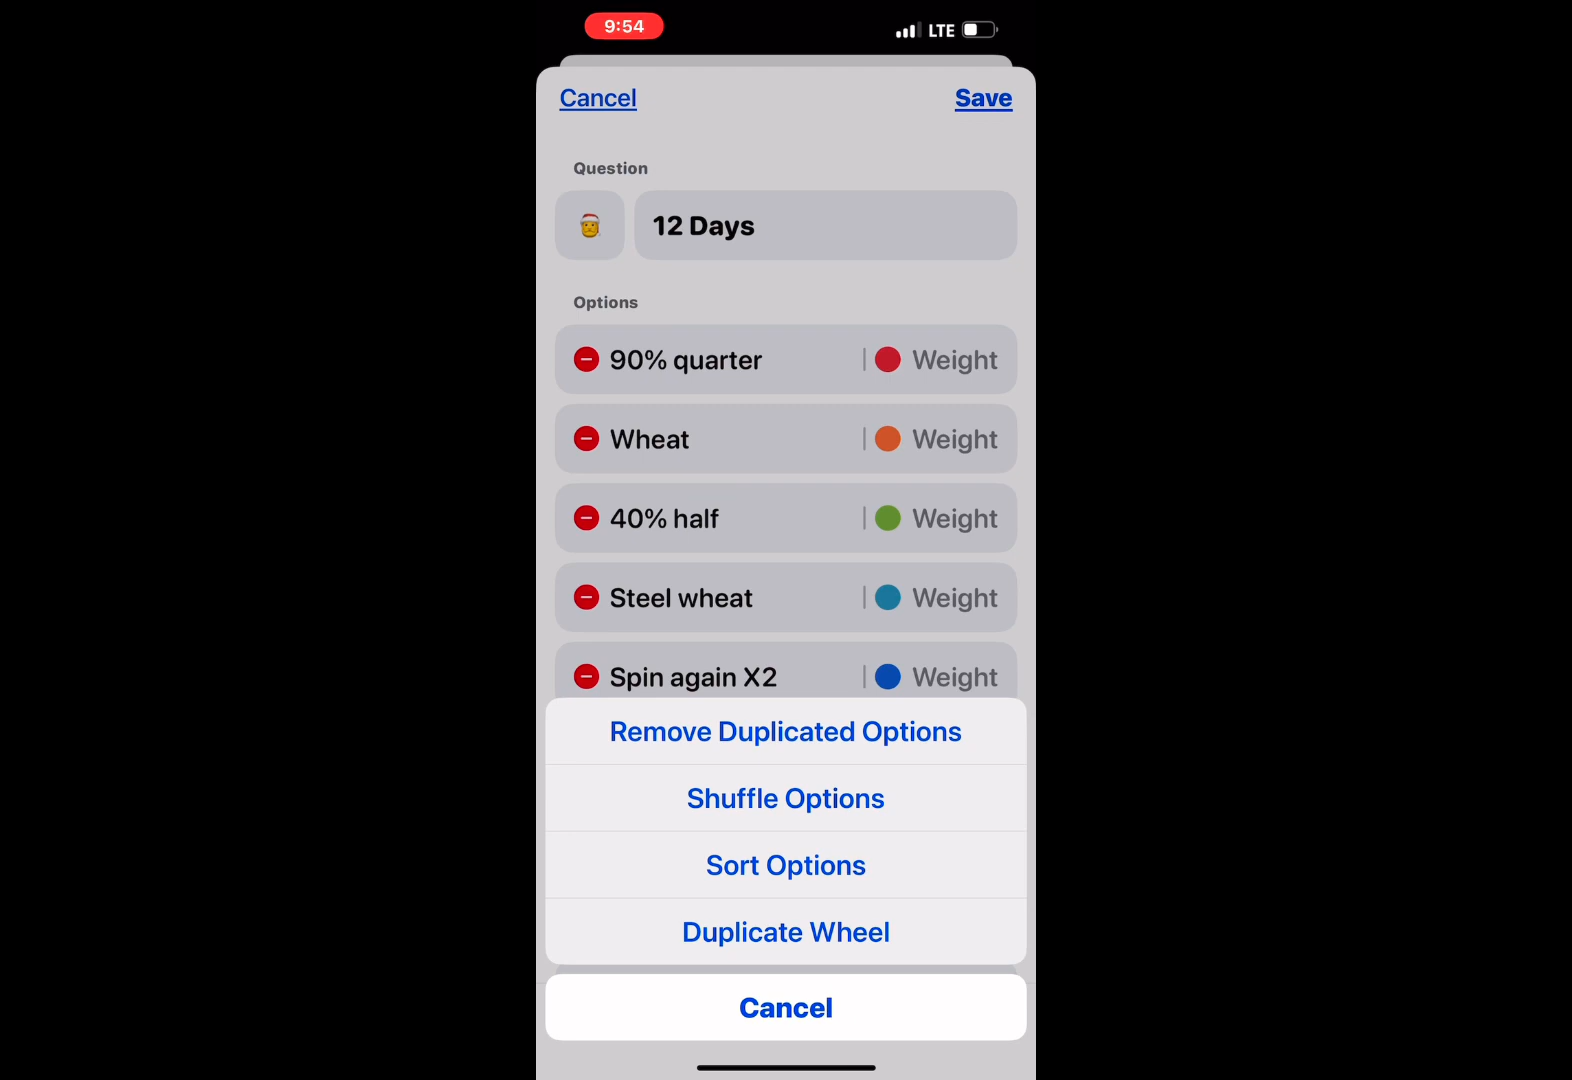 9:54
LTE
Cancel
Save
Question
12 Days
Options
90% quarter
Weight
Wheat
Weight
40% half
Weight
Steel wheat
Weight
Spin again X2
Weight
Remove Duplicated Options
Shuffle Options
Sort Options
Duplicate Wheel
Cancel